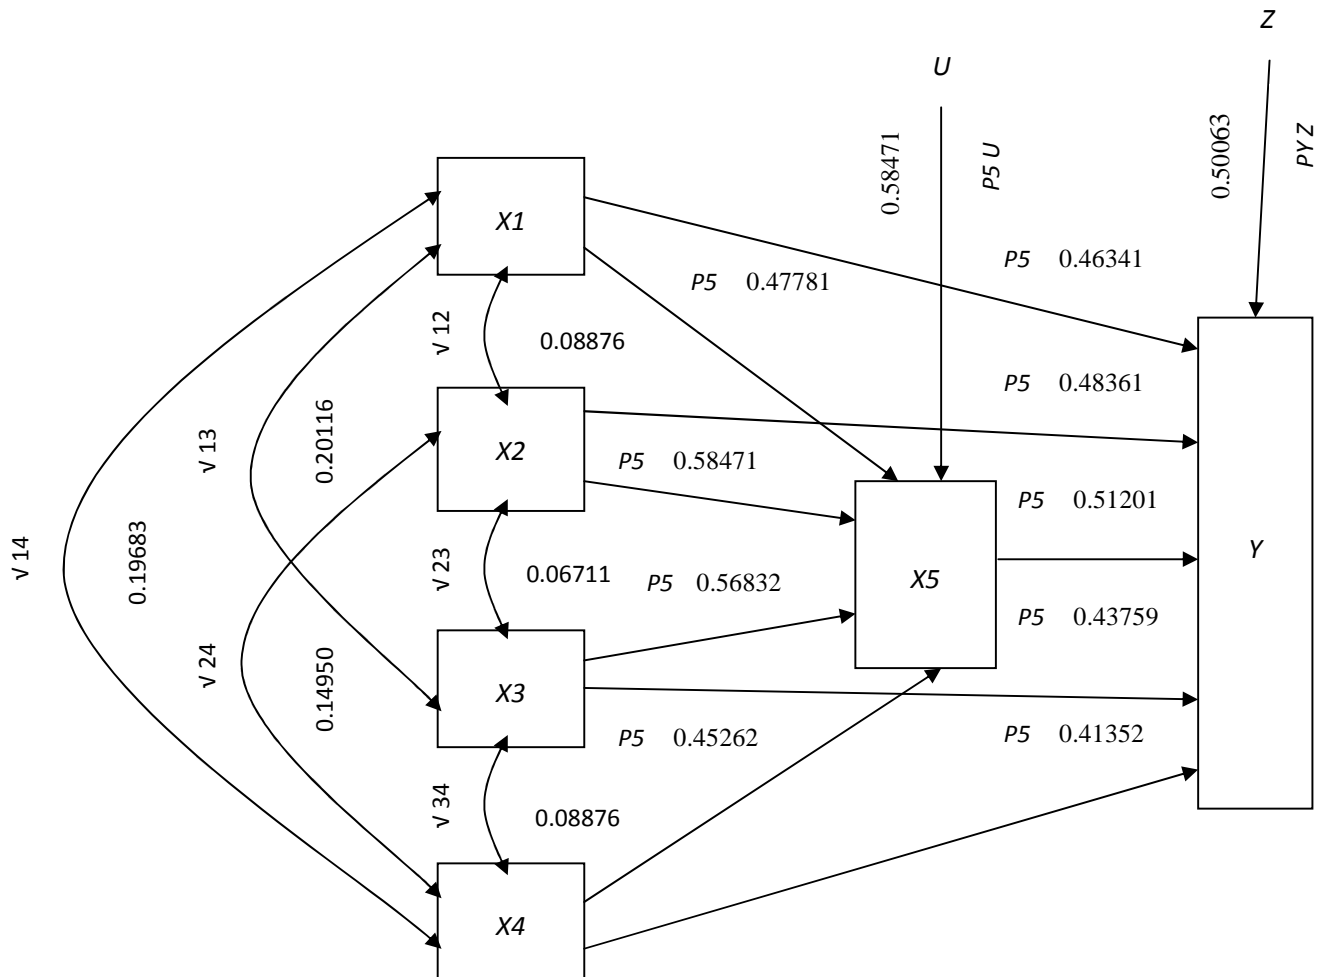 Z
U
0.58471
P5 U
0.50063
PY Z
X1
P5 0.47781
P5 0.46341
√ 12
0.08876
P5 0.48361
√ 13
0.20116
X2
P5 0.58471
P5 0.51201
√ 14
0.19683
√ 23
0.06711
P5 0.56832
X5
Y
P5 0.43759
√ 24
0.14950
X3
P5 0.45262
P5 0.41352
√ 34
0.08876
X4